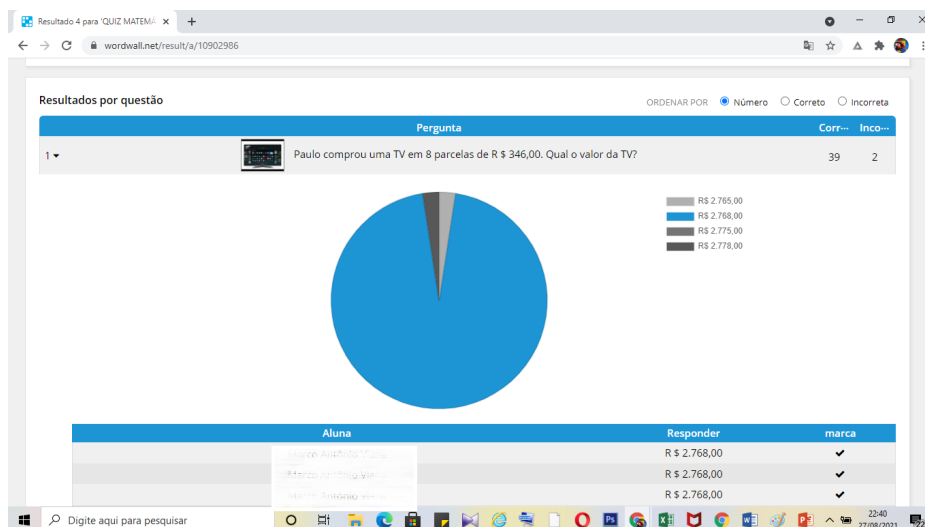 Resultado 4 para 'QUIZ MATEMÁ
wordwall.net/result/a/10902986
Resultados por questão
ORDENAR POR Número Correto Incorreta
Pergunta Corr··· Inco···
1 Paulo comprou uma TV em 8 parcelas de R $ 346,00. Qual o valor da TV? 39 2
R$ 2.765,00
R$ 2.768,00
R$ 2.775,00
R$ 2.778,00
Aluna Responder marca
R $ 2.768,00
R $ 2.768,00
R $ 2.768,00
Digite aqui para pesquisar
22:40
27/08/2021